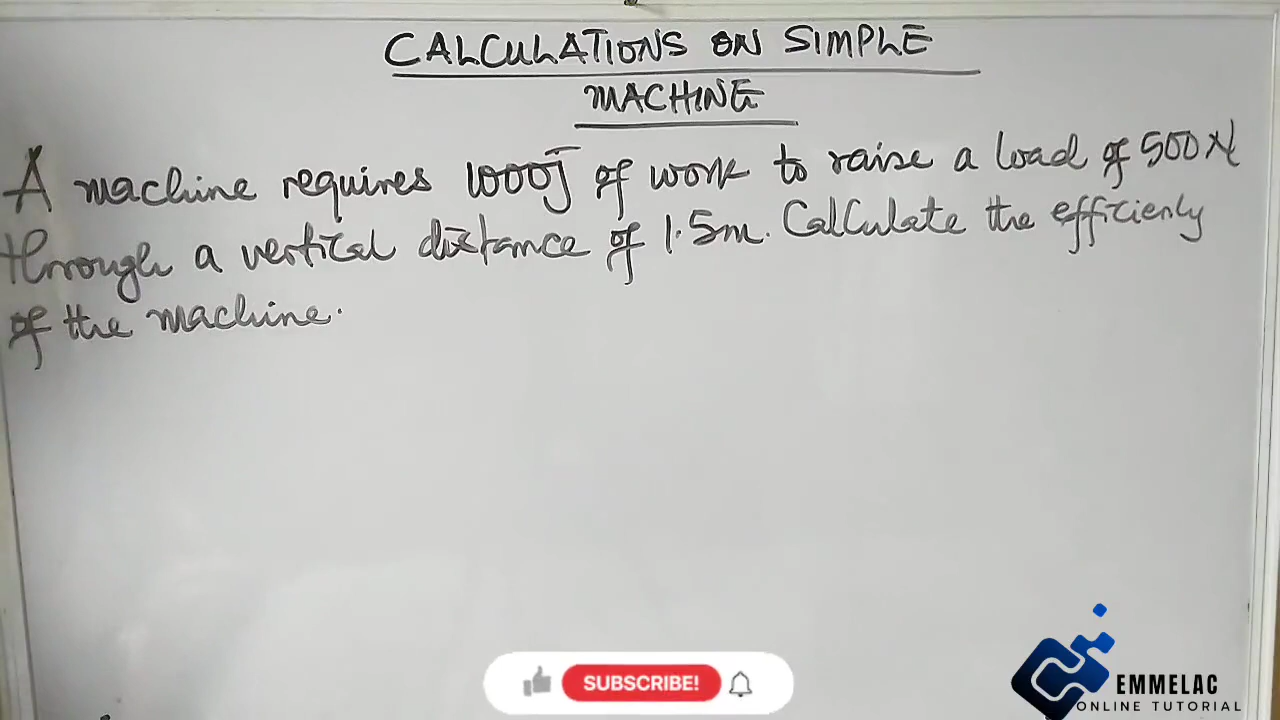 CALCULATIONS ON SIMPLE
MACHINE
A machine requires 1000J of work to raise a load of 500N
through a vertical distance of 1.5m. Calculate the efficiency
of the machine.
SUBSCRIBE!
EMMELAC
ONLINE TUTORIAL